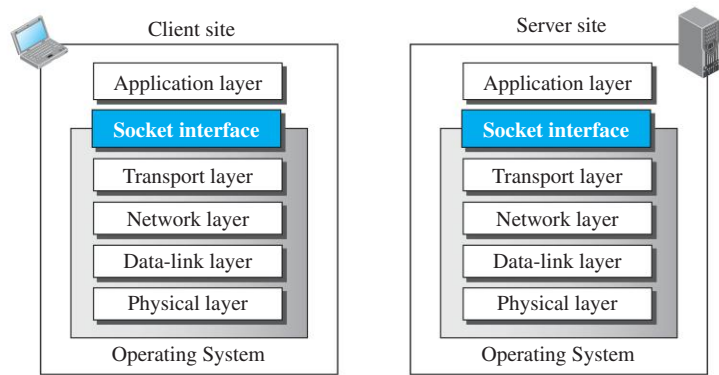 Client site
Application layer
Socket interface
Transport layer
Network layer
Data-link layer
Physical layer
Operating System
Server site
Application layer
Socket interface
Transport layer
Network layer
Data-link layer
Physical layer
Operating System